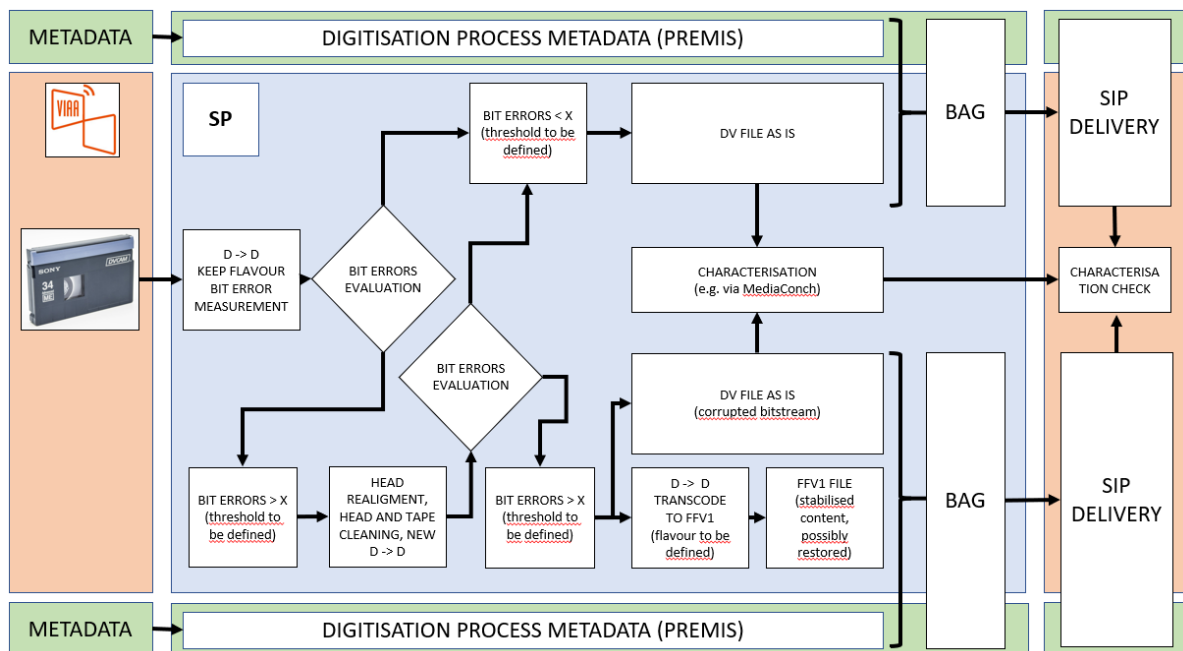 METADATA
DIGITISATION PROCESS METADATA (PREMIS)
VIAA
SP
BIT ERRORS < X
(threshold to be
defined)
DV FILE AS IS
BAG
SIP
DELIVERY
SONY
DVCAM
34
ME
D -> D
KEEP FLAVOUR
BIT ERROR
MEASUREMENT
BIT ERRORS
EVALUATION
CHARACTERISATION
(e.g. via MediaConch)
CHARACTERISA
TION CHECK
BIT ERRORS
EVALUATION
DV FILE AS IS
(corrupted bitstream)
BIT ERRORS > X
(threshold to
be defined)
HEAD
REALIGMENT,
HEAD AND TAPE
CLEANING, NEW
D -> D
BIT ERRORS > X
(threshold to
be defined)
D -> D
TRANSCODE
TO FFV1
(flavour to be
defined)
FFV1 FILE
(stabilised
content,
possibly
restored)
BAG
SIP
DELIVERY
METADATA
DIGITISATION PROCESS METADATA (PREMIS)